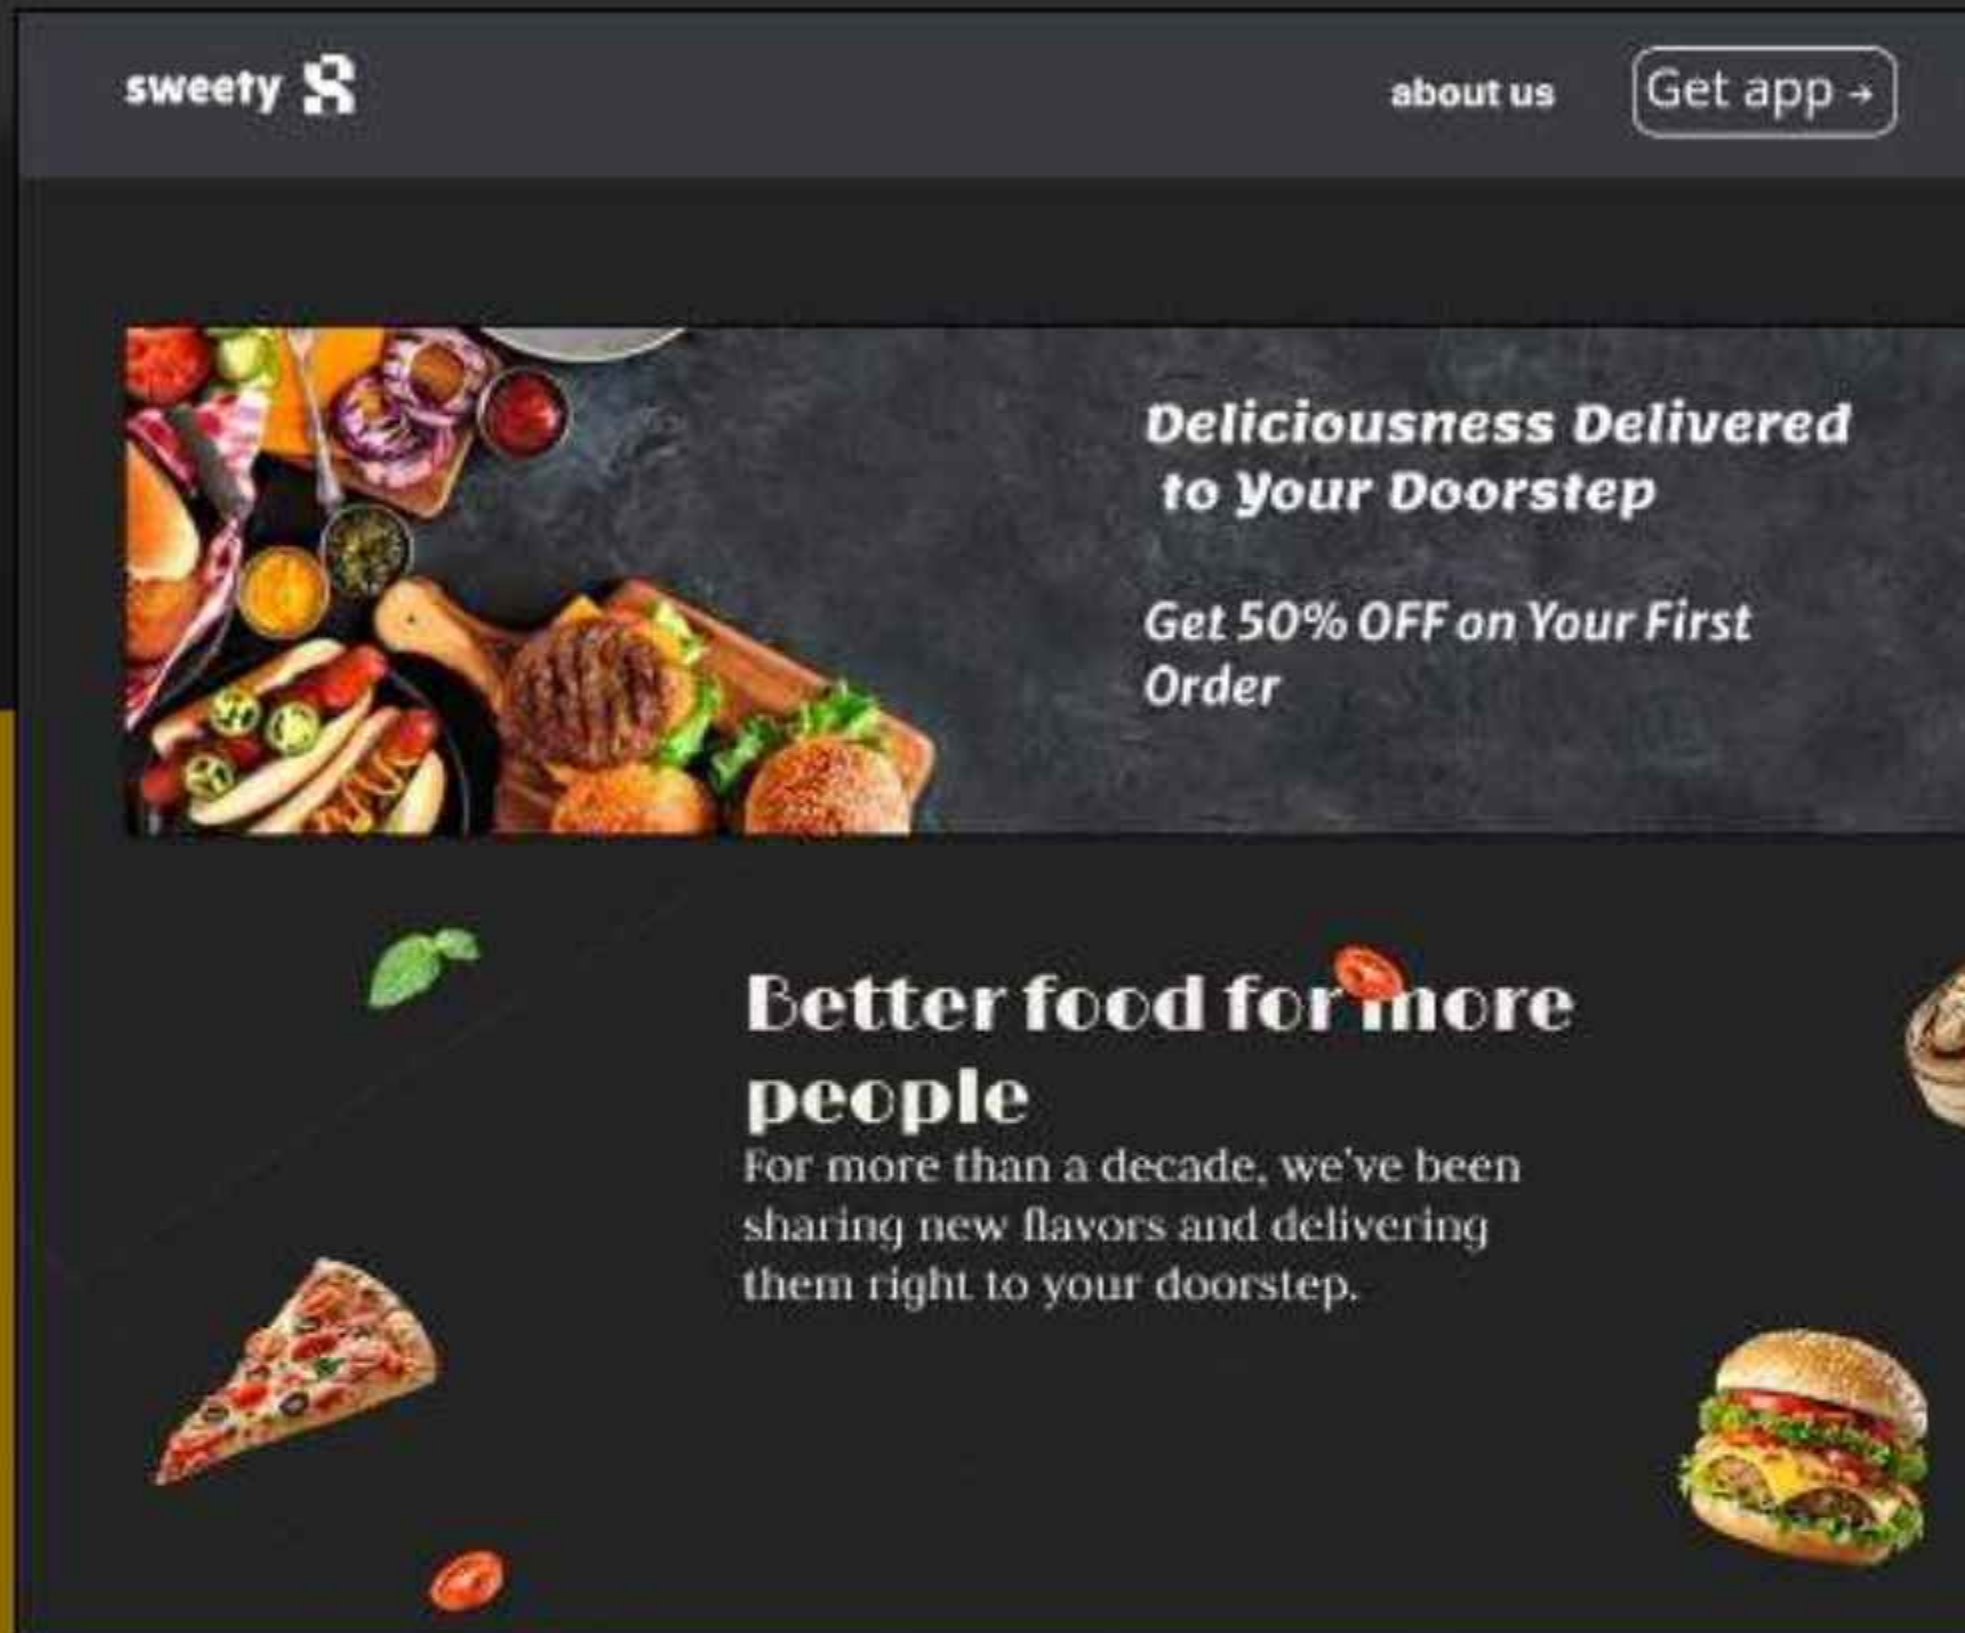 sweety
about us
Get app →
Deliciousness Delivered
to Your Doorstep
Get 50% OFF on Your First
Order
Better food for more
people
For more than a decade, we've been
sharing new flavors and delivering
them right to your doorstep.